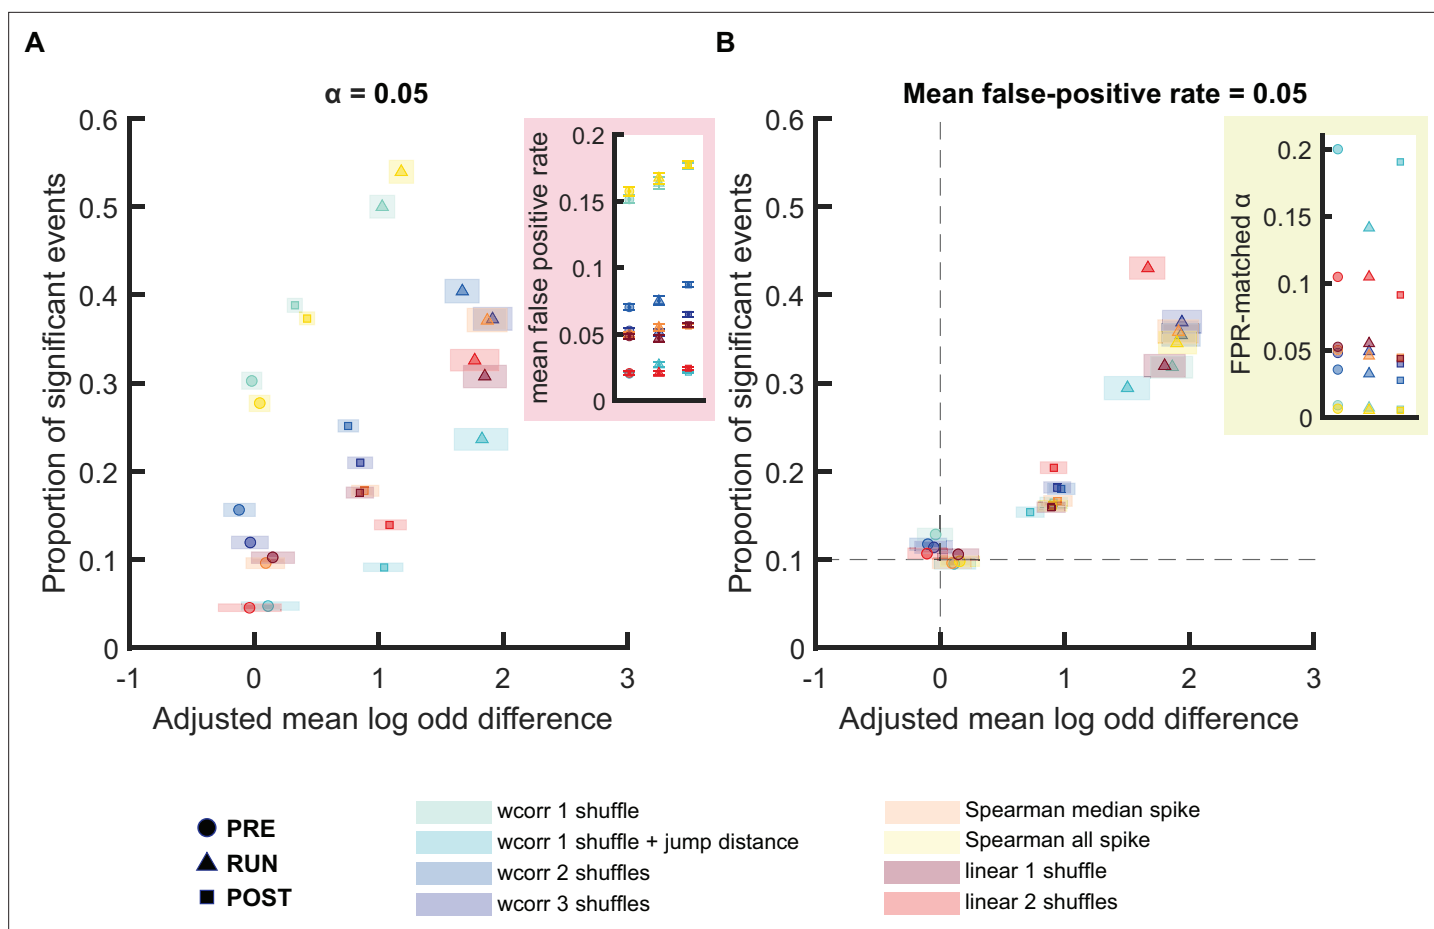 A
B
α = 0.05
Mean false-positive rate = 0.05
Proportion of significant events
0.6
0.5
0.4
0.3
0.2
0.1
0
-1
0
1
2
3
Adjusted mean log odd difference
mean false positive rate
0.2
0.15
0.1
0.05
0
Proportion of significant events
0.6
0.5
0.4
0.3
0.2
0.1
0
-1
0
1
2
3
Adjusted mean log odd difference
FPR-matched α
0.2
0.15
0.1
0.05
0
PRE
RUN
POST
wcorr 1 shuffle
wcorr 1 shuffle + jump distance
wcorr 2 shuffles
wcorr 3 shuffles
Spearman median spike
Spearman all spike
linear 1 shuffle
linear 2 shuffles